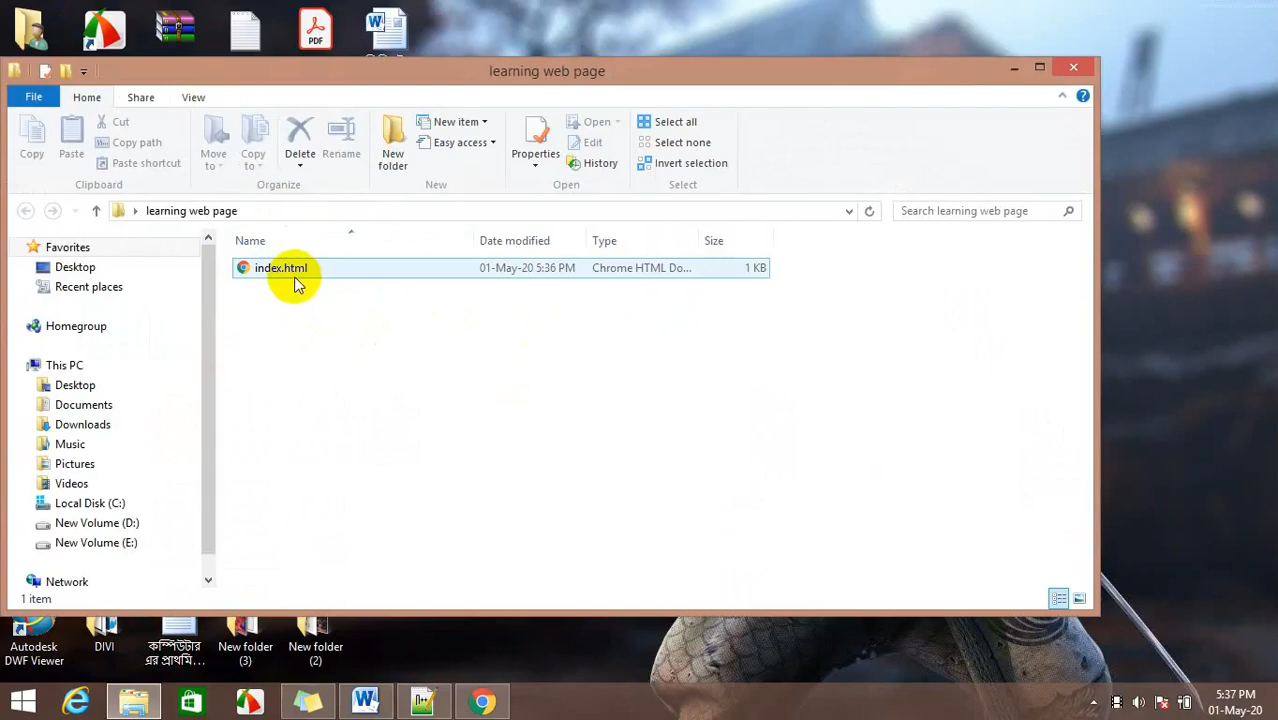 PDF
learning web page
File Home Share View
Copy
Paste
Cut
Copy path
Paste shortcut
Clipboard
Move to
Copy to
Delete
Rename
Organize
New folder
New item
Easy access
New
Properties
Open
Edit
History
Open
Select all
Select none
Invert selection
Select
learning web page
Search learning web page
Name Date modified Type Size
index.html 01-May-20 5:36 PM Chrome HTML Do... 1 KB
Favorites
Desktop
Recent places
Homegroup
This PC
Desktop
Documents
Downloads
Music
Pictures
Videos
Local Disk (C:)
New Volume (D:)
New Volume (E:)
Network
1 item
Autodesk
DWF Viewer
DIVI
কম্পিউটার
এর প্রাথমি...
New folder
(3)
New folder
(2)
5:37 PM
01-May-20